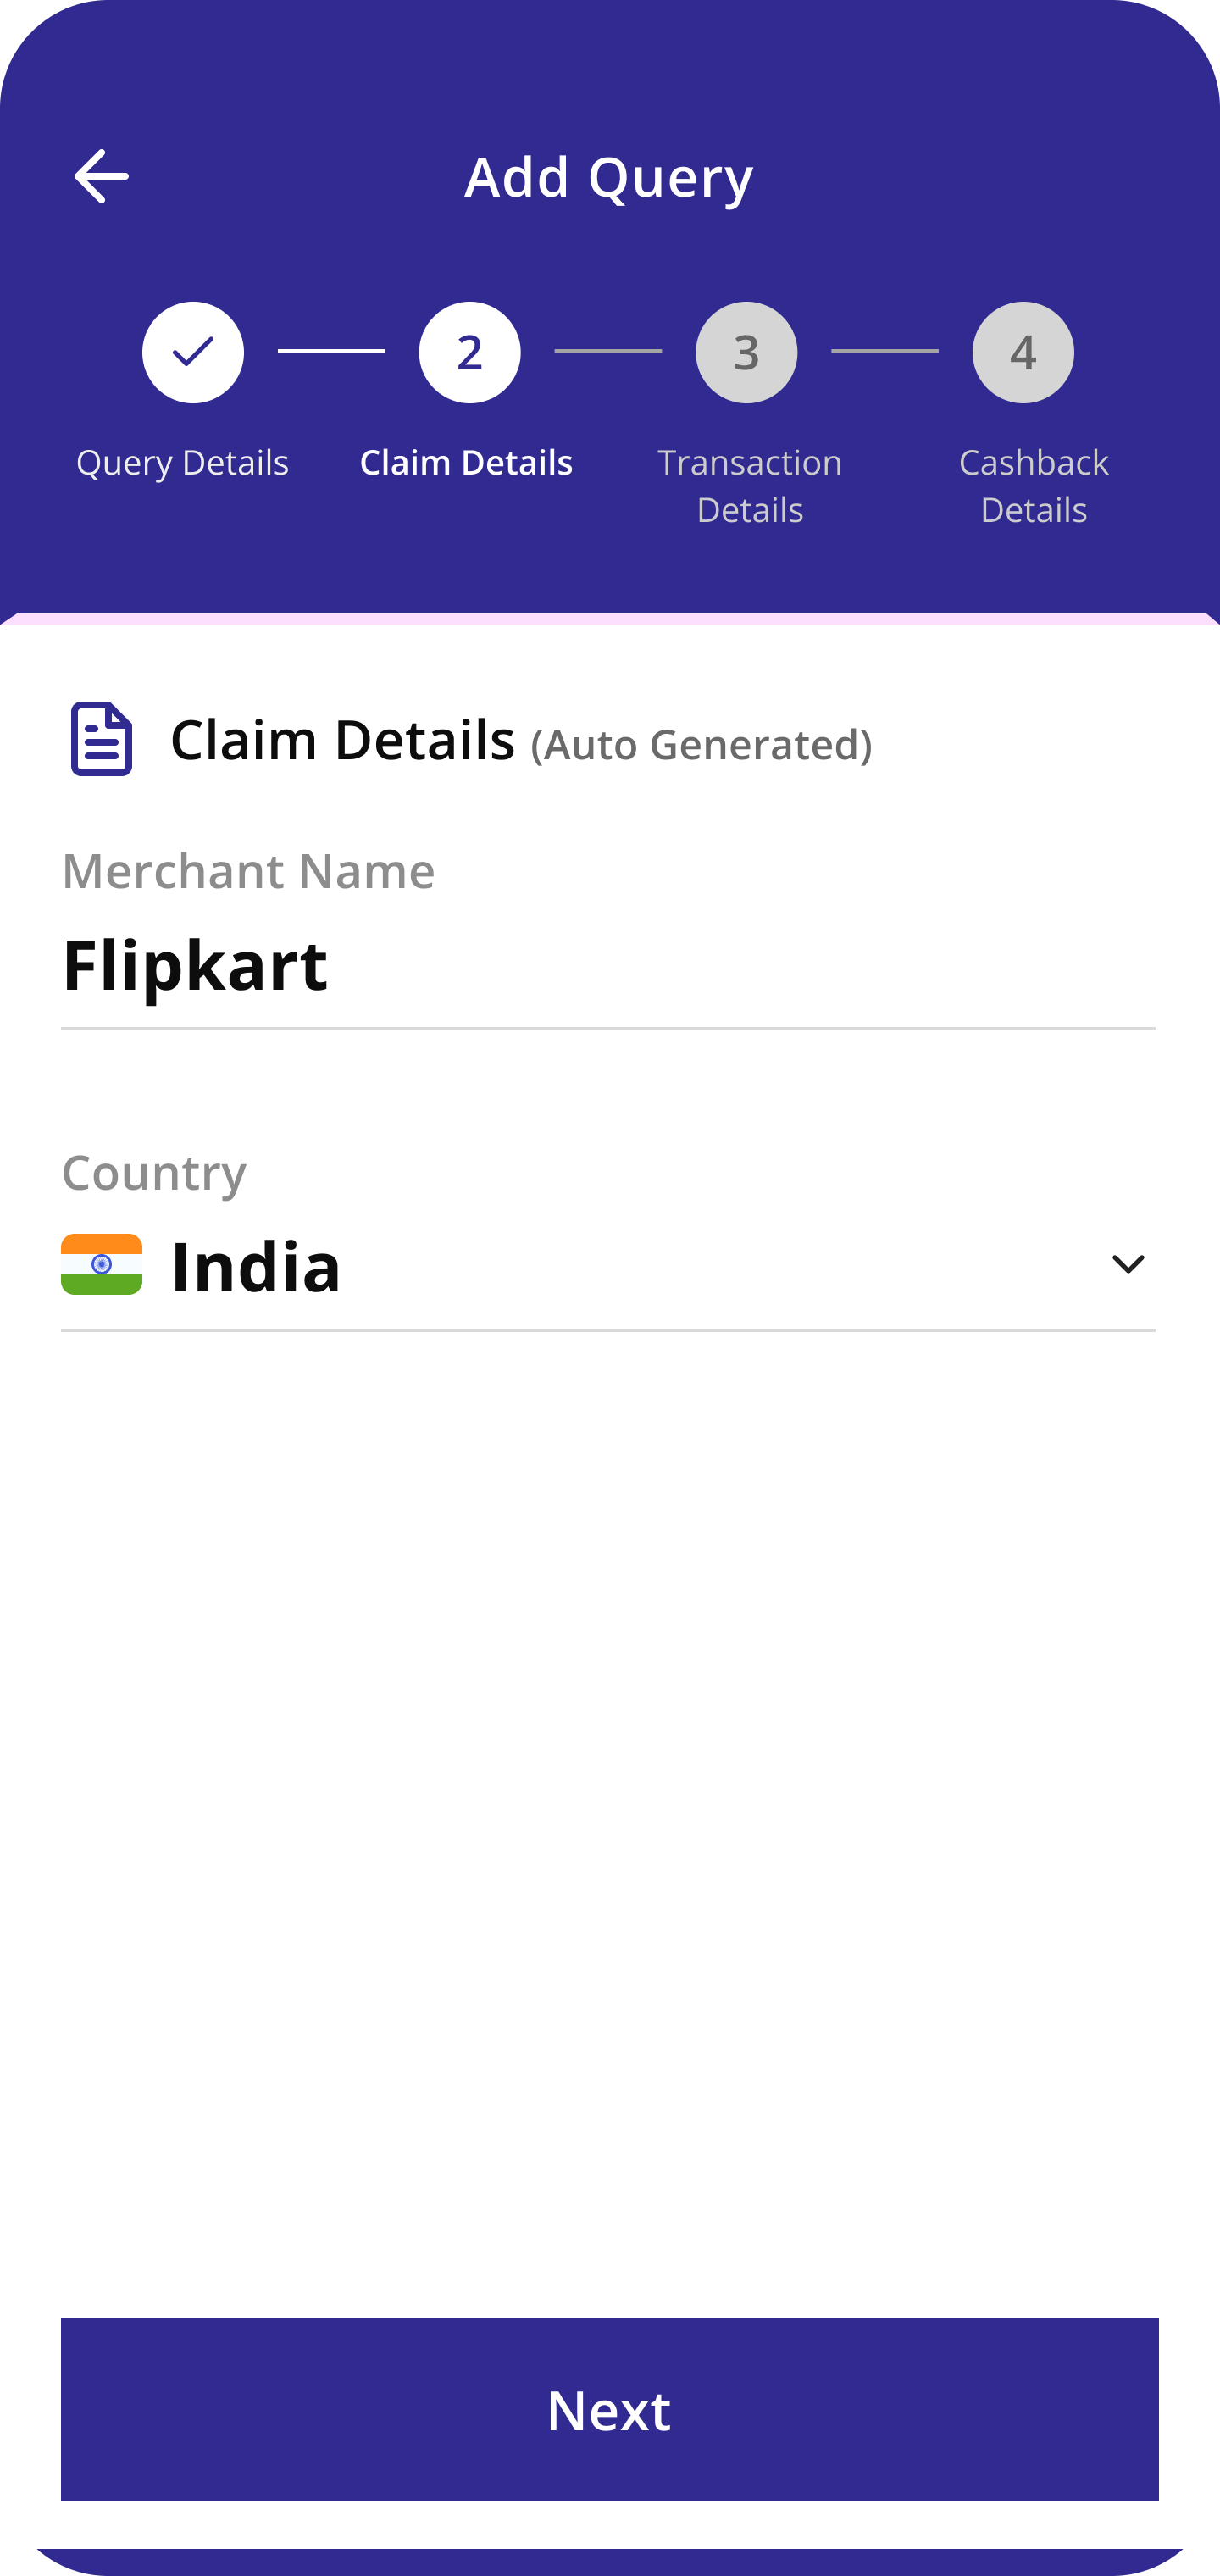 Add Query
2
3
4
Query Details
Claim Details
Transaction
Details
Cashback
Details
Claim Details (Auto Generated)
Merchant Name
Flipkart
Country
India
Next